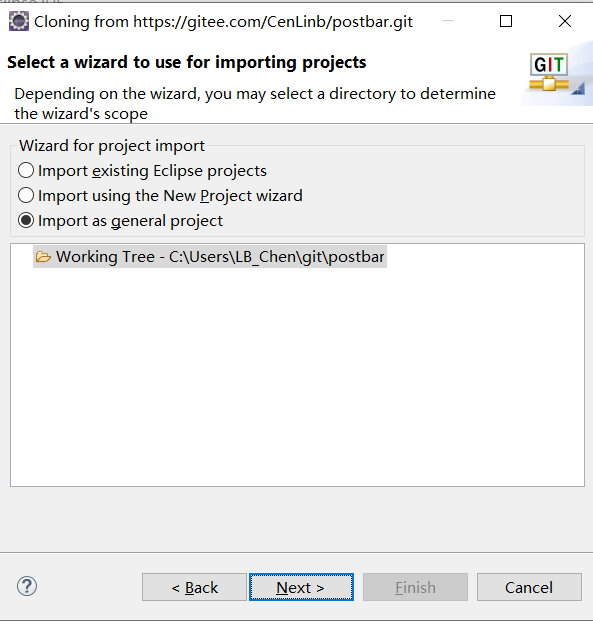 Cloning from https://gitee.com/CenLinb/postbar.git
Select a wizard to use for importing projects
Depending on the wizard, you may select a directory to determine
the wizard's scope
GIT
Wizard for project import
Import existing Eclipse projects
Import using the New Project wizard
Import as general project
Working Tree - C:\Users\LB_Chen\git\postbar
?
< Back
Next >
Finish
Cancel